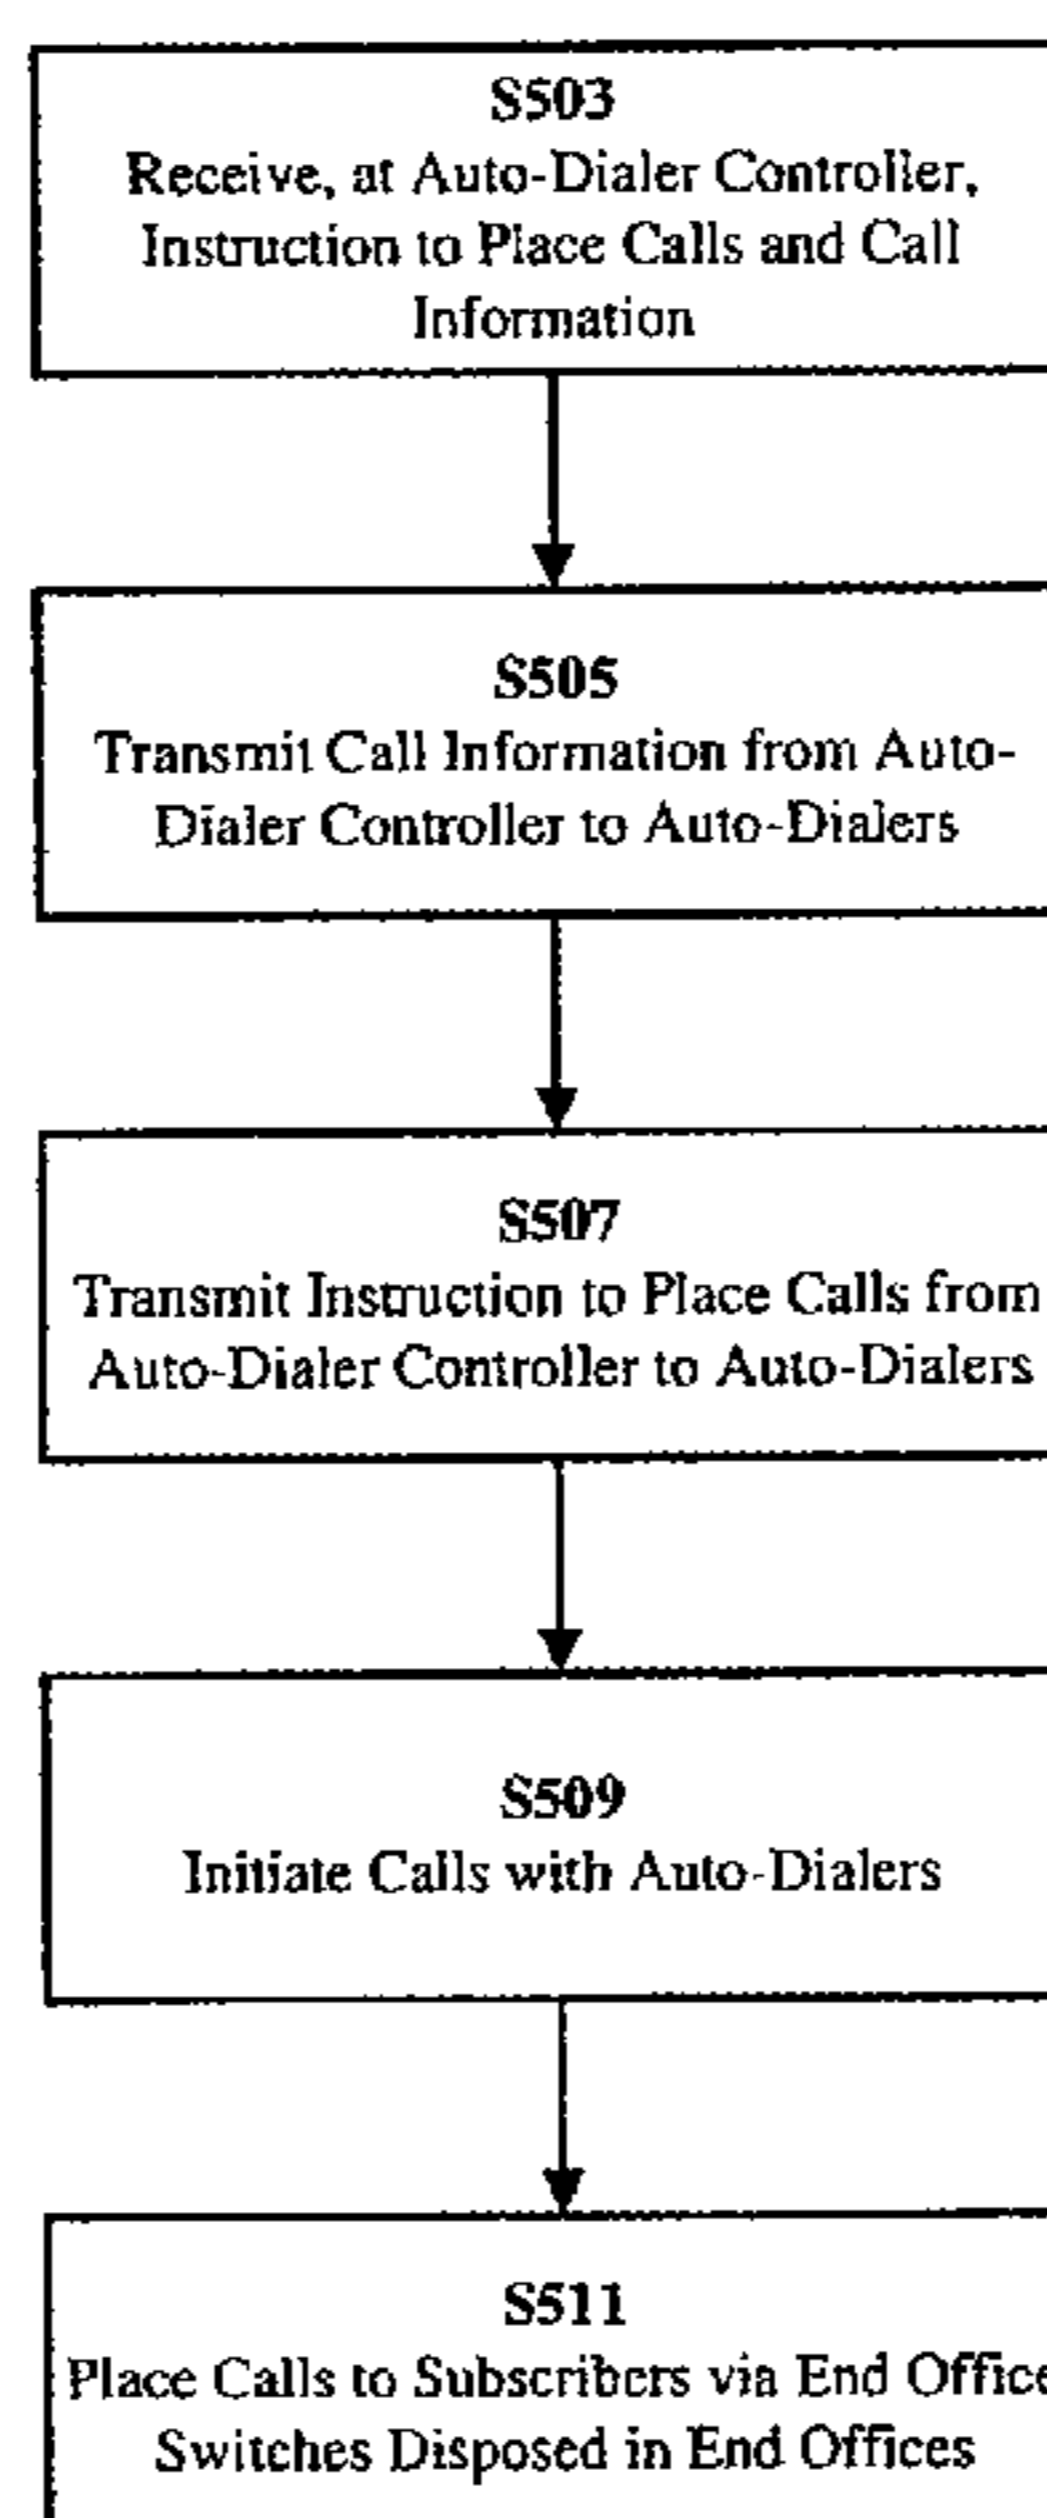 S503
Receive, at Auto-Dialer Controller,
Instruction to Place Calls and Call
Information
S505
Transmit Call Information from Auto-
Dialer Controller to Auto-Dialers
S507
Transmit Instruction to Place Calls from
Auto-Dialer Controller to Auto-Dialers
S509
Initiate Calls with Auto-Dialers
S511
Place Calls to Subscribers via End Office
Switches Disposed in End Offices